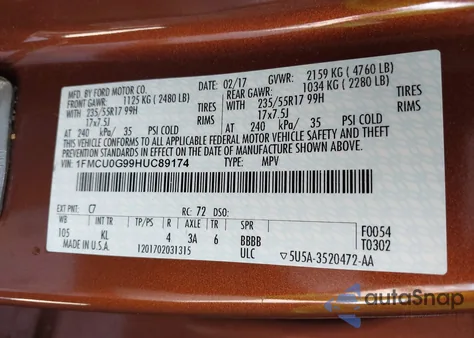 MFD. BY FORD MOTOR CO. 02/17 GVWR: 2159 KG ( 4760 LB)
FRONT GAWR: 1125 KG ( 2480 LB) REAR GAWR: 1034 KG ( 2280 LB)
235/55R17 99H TIRES 235/55R17 99H TIRES
17x7.5J RIMS 17x7.5J RIMS
AT 240 kPa/ 35 PSI COLD AT 240 kPa/ 35 PSI COLD
THIS VEHICLE CONFORMS TO ALL APPLICABLE FEDERAL MOTOR VEHICLE SAFETY AND THEFT PREVENTION STANDARDS IN EFFECT ON THE DATE OF MANUFACTURE SHOWN ABOVE.
VIN: 1FMCU0G99HUC89174 TYPE: MPV
EXT PNT: C7 RC: 72 DSO: F0054
WB INT TR TP/PS R AXLE TR SPR T0302
105 KL 4 3A 6 BBBB
MADE IN U.S.A. 1201702031315 ULC 5U5A-3520472-AA
autoSnap
by CarsFromWest